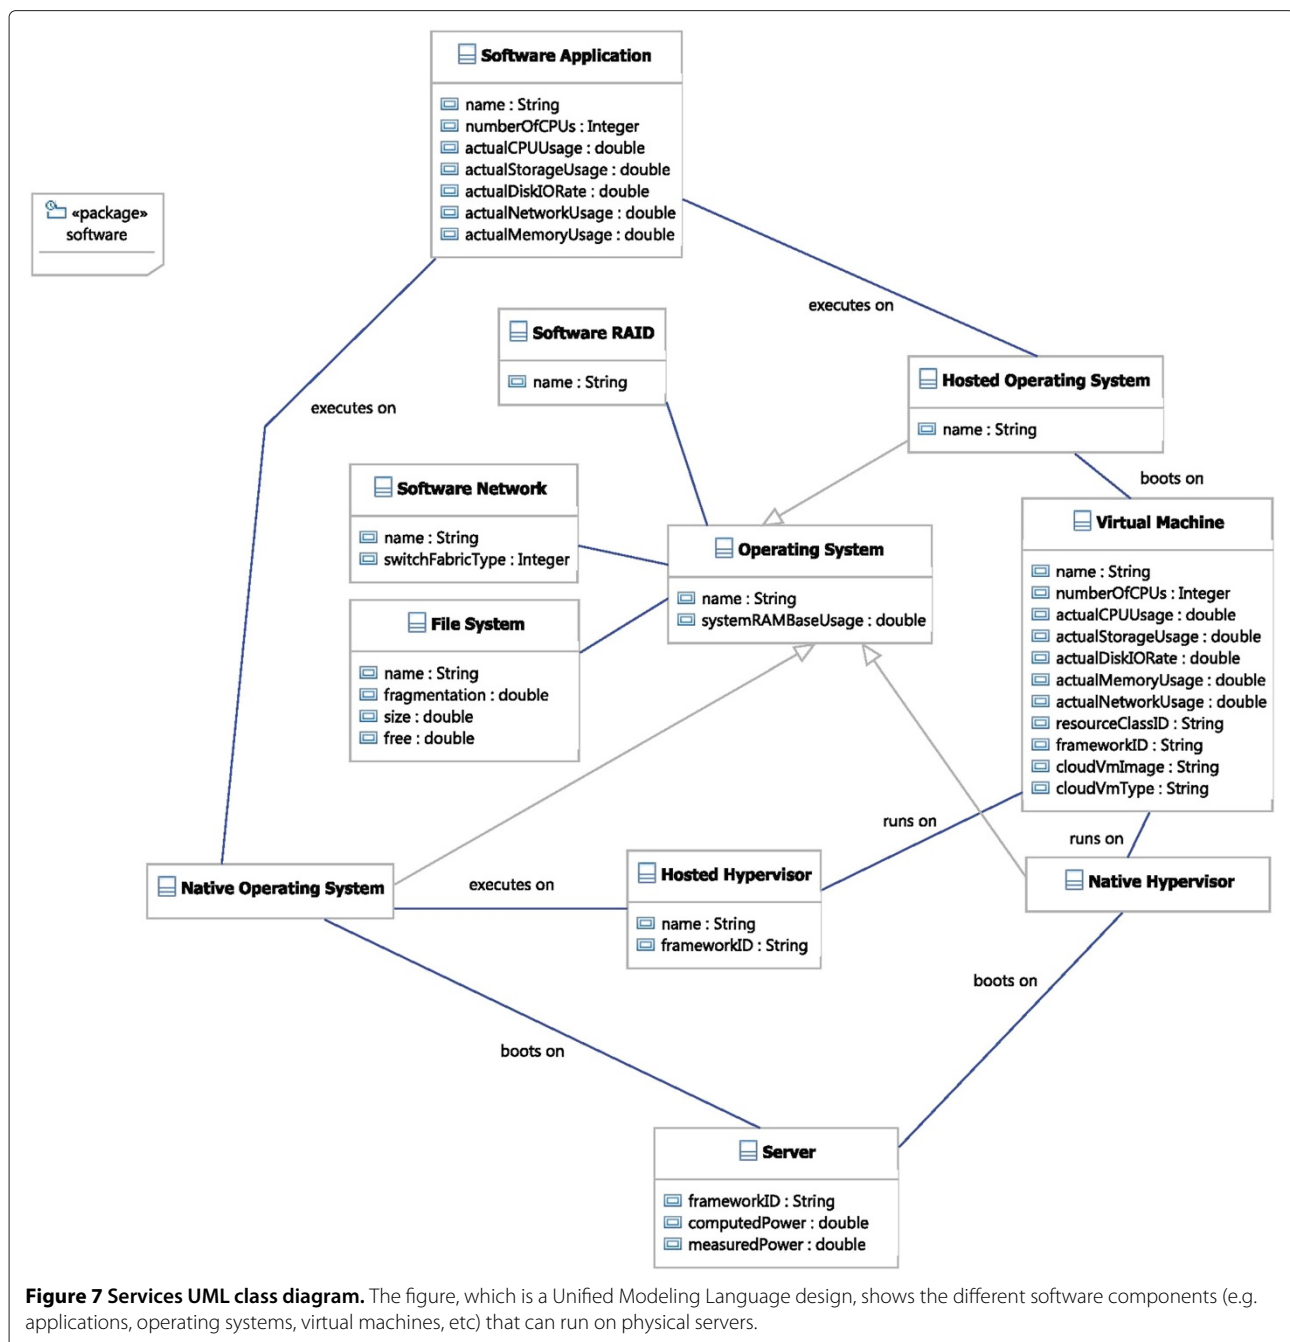 Software Application
name : String
numberOfCPUs : Integer
actualCPUUsage : double
actualStorageUsage : double
actualDiskIORate : double
actualNetworkUsage : double
actualMemoryUsage : double
«package»
software
executes on
Software RAID
name : String
Hosted Operating System
name : String
executes on
boots on
Software Network
name : String
switchFabricType : Integer
Operating System
name : String
systemRAMBaseUsage : double
Virtual Machine
name : String
numberOfCPUs : Integer
actualCPUUsage : double
actualStorageUsage : double
actualDiskIORate : double
actualMemoryUsage : double
actualNetworkUsage : double
resourceClassID : String
frameworkID : String
cloudVmImage : String
cloudVmType : String
File System
name : String
fragmentation : double
size : double
free : double
runs on
runs on
Native Operating System
executes on
Hosted Hypervisor
name : String
frameworkID : String
Native Hypervisor
boots on
boots on
Server
frameworkID : String
computedPower : double
measuredPower : double
Figure 7 Services UML class diagram. The figure, which is a Unified Modeling Language design, shows the different software components (e.g.
applications, operating systems, virtual machines, etc) that can run on physical servers.